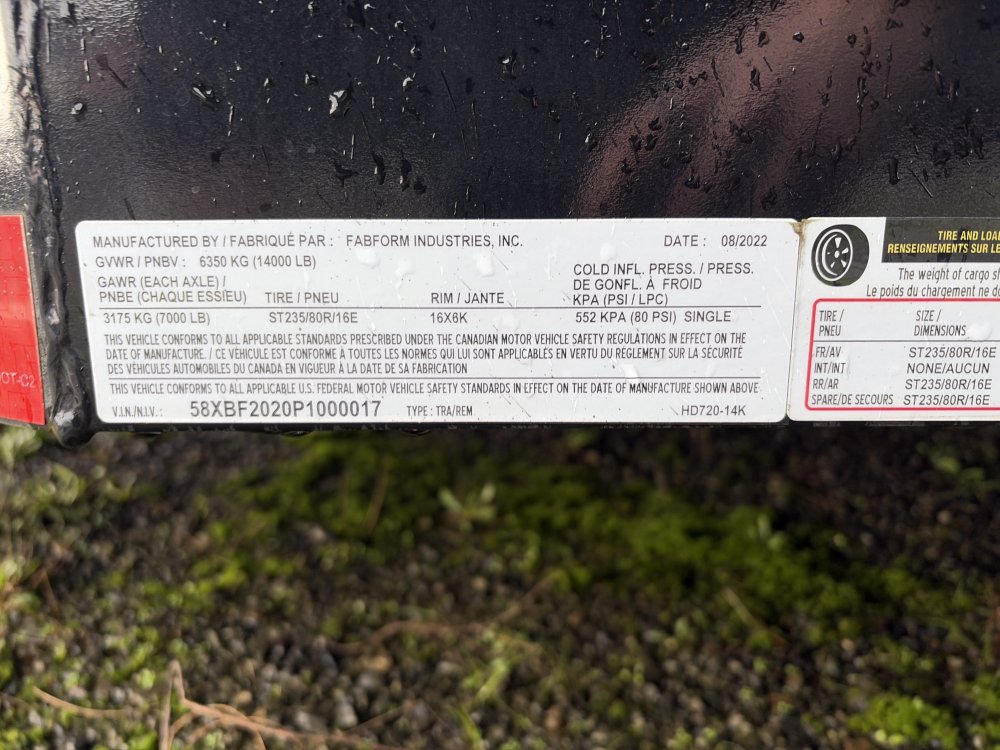 MANUFACTURED BY / FABRIQUÉ PAR : FABFORM INDUSTRIES, INC. DATE : 08/2022
GVWR / PNBV : 6350 KG (14000 LB)
GAWR (EACH AXLE) /
PNBE (CHAQUE ESSIEU) TIRE / PNEU RIM / JANTE
COLD INFL. PRESS. / PRESS.
DE GONFL. À FROID
KPA (PSI / LPC)
3175 KG (7000 LB) ST235/80R/16E 16X6K 552 KPA (80 PSI) SINGLE
THIS VEHICLE CONFORMS TO ALL APPLICABLE STANDARDS PRESCRIBED UNDER THE CANADIAN MOTOR VEHICLE SAFETY REGULATIONS IN EFFECT ON THE
DATE OF MANUFACTURE. / CE VÉHICULE EST CONFORME À TOUTES LES NORMES QUI LUI SONT APPLICABLES EN VERTU DU RÉGLEMENT SUR LA SÉCURITÉ
DES VÉHICULES AUTOMOBILES DU CANADA EN VIGUEUR À LA DATE DE SA FABRICATION
THIS VEHICLE CONFORMS TO ALL APPLICABLE U.S. FEDERAL MOTOR VEHICLE SAFETY STANDARDS IN EFFECT ON THE DATE OF MANUFACTURE SHOWN ABOVE
V.I.N./N.I.V. : 58XBF2020P1000017 TYPE : TRA/REM HD720-14K
TIRE AND LOA
RENSEIGNEMENTS SUR LE
The weight of cargo sh
Le poids du chargement ne do
TIRE / SIZE /
PNEU DIMENSIONS
FR/AV ST235/80R/16E
INT/INT NONE/AUCUN
RR/AR ST235/80R/16E
SPARE/DE SECOURS ST235/80R/16E
OT-C2